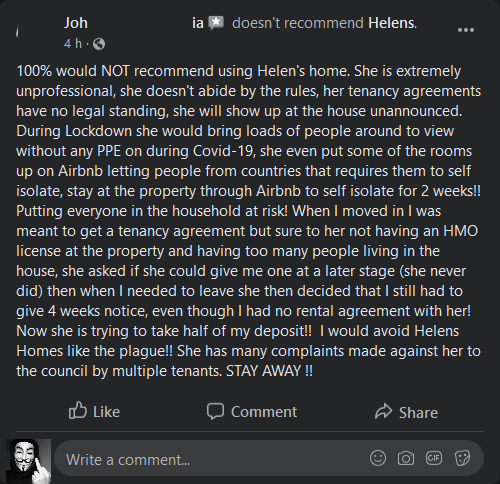 Joh ia doesn't recommend Helens.
4 h ·
100% would NOT recommend using Helen's home. She is extremely
unprofessional, she doesn't abide by the rules, her tenancy agreements
have no legal standing, she will show up at the house unannounced.
During Lockdown she would bring loads of people around to view
without any PPE on during Covid-19, she even put some of the rooms
up on Airbnb letting people from countries that requires them to self
isolate, stay at the property through Airbnb to self isolate for 2 weeks!!
Putting everyone in the household at risk! When I moved in I was
meant to get a tenancy agreement but sure to her not having an HMO
license at the property and having too many people living in the
house, she asked if she could give me one at a later stage (she never
did) then when I needed to leave she then decided that I still had to
give 4 weeks notice, even though I had no rental agreement with her!
Now she is trying to take half of my deposit!! I would avoid Helens
Homes like the plague!! She has many complaints made against her to
the council by multiple tenants. STAY AWAY !!
Like Comment Share
Write a comment...
GIF